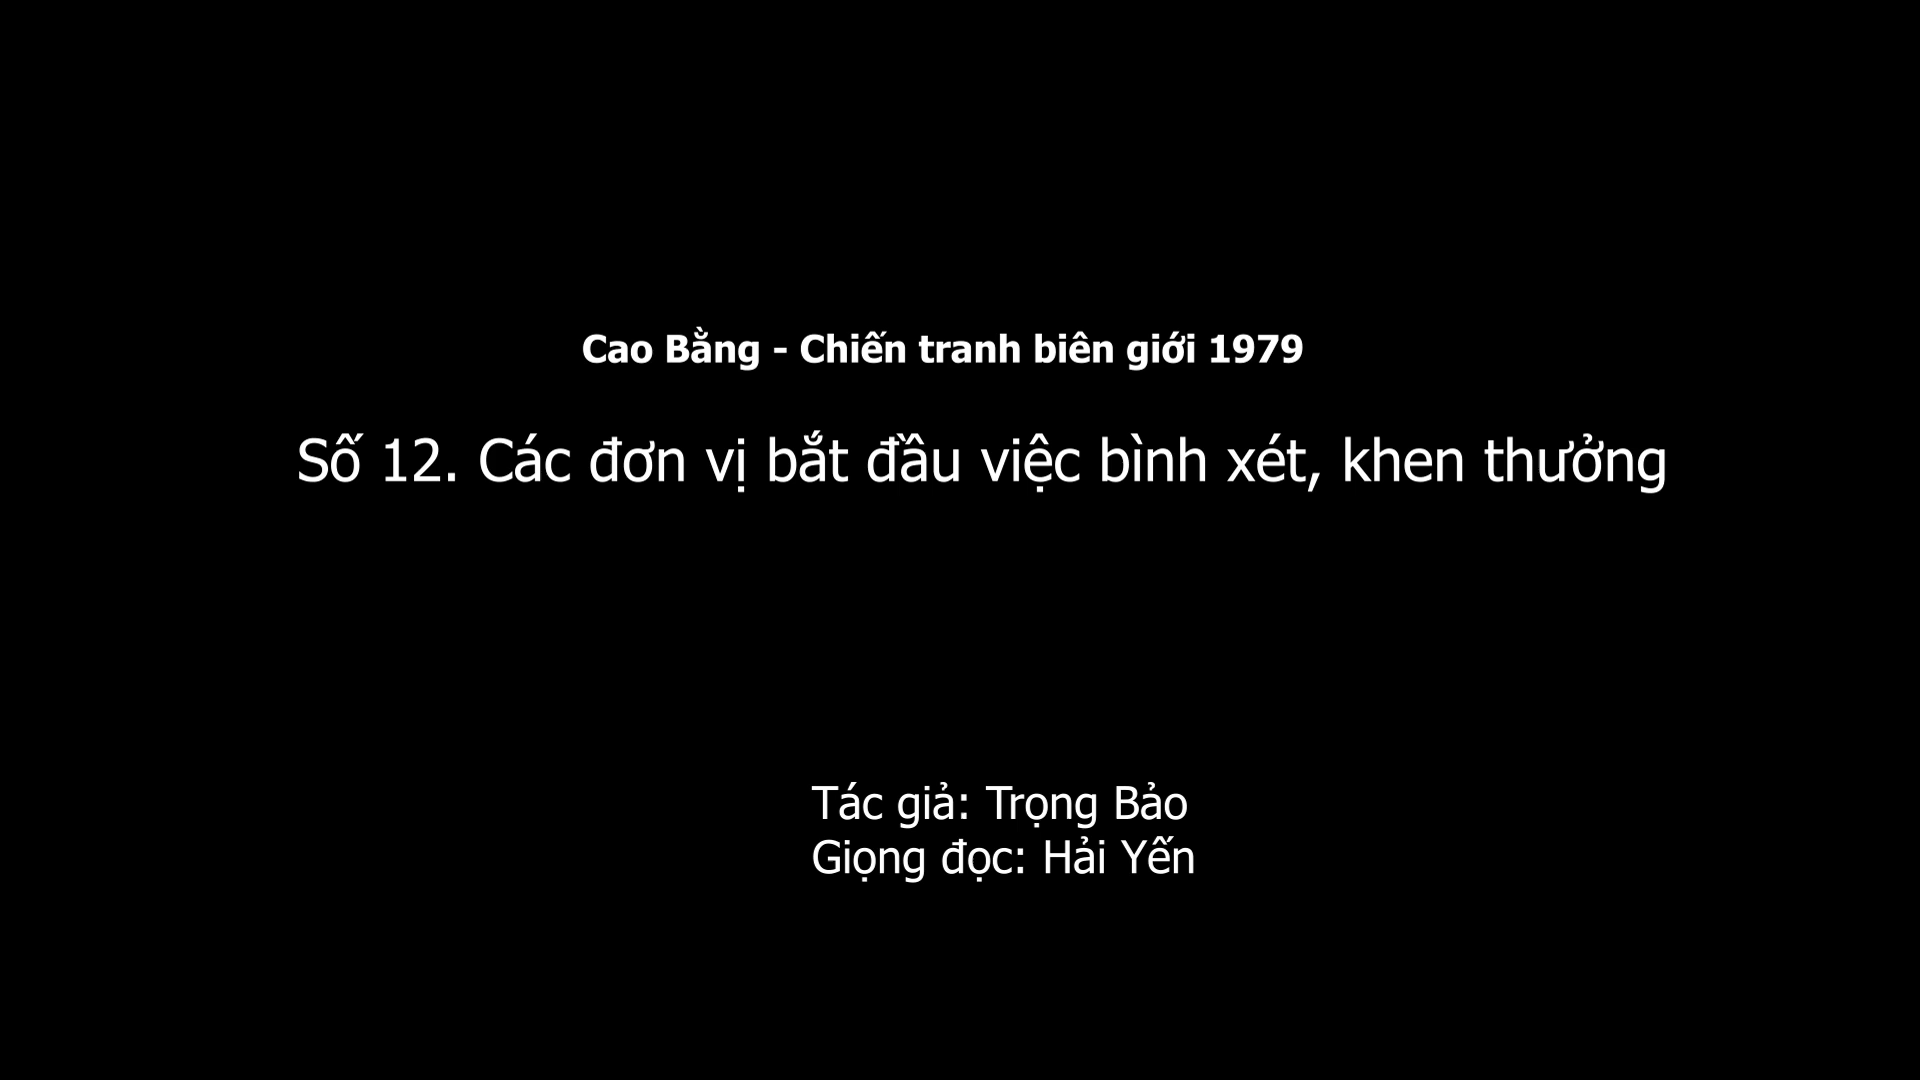 Cao Bằng - Chiến tranh biên giới 1979
Số 12. Các đơn vị bắt đầu việc bình xét, khen thưởng
Tác giả: Trọng Bảo
Giọng đọc: Hải Yến